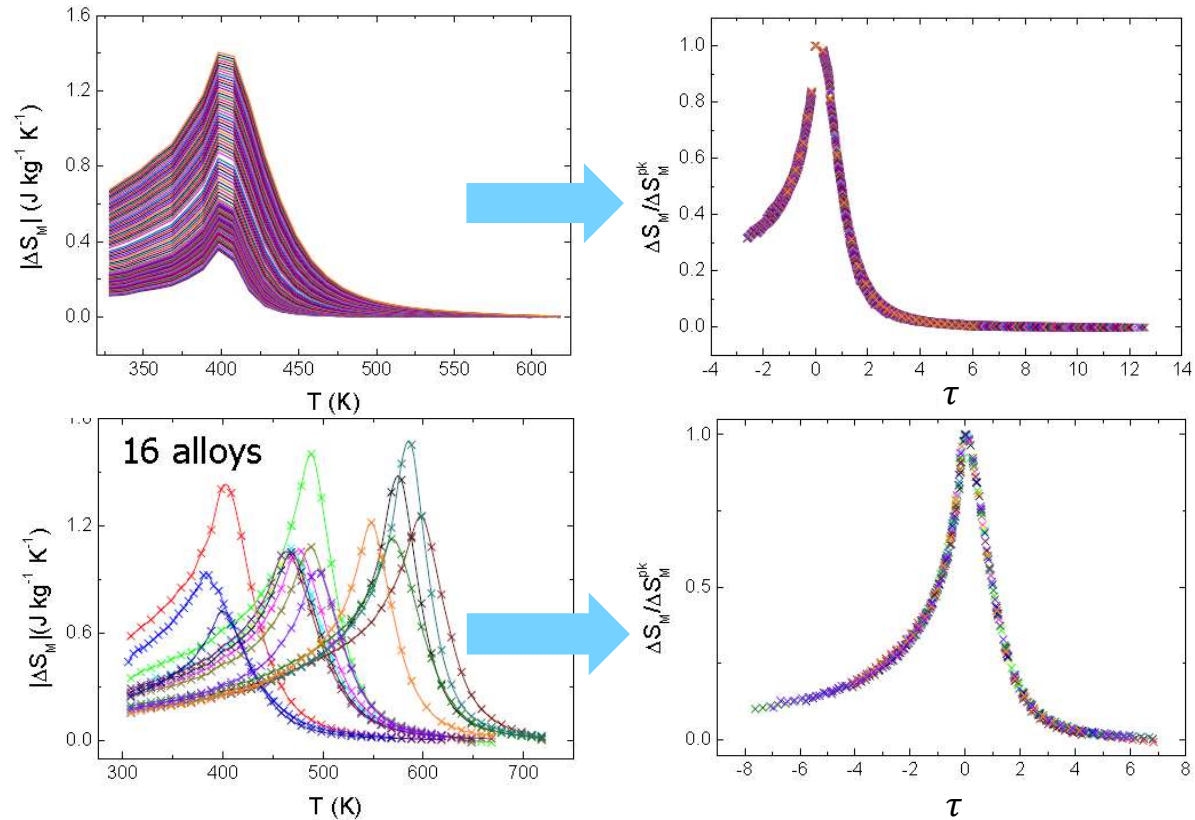 |ΔS_M| (J kg⁻¹ K⁻¹)
1.6
1.2
0.8
0.4
0.0
350 400 450 500 550 600
T (K)
ΔS_M/ΔS_M^pk
1.0
0.8
0.6
0.4
0.2
0.0
-4 -2 0 2 4 6 8 10 12 14
τ
16 alloys
|ΔS_M|(J kg⁻¹ K⁻¹)
1.8
1.2
0.6
0.0
300 400 500 600 700
T (K)
ΔS_M/ΔS_M^pk
1.0
0.5
0.0
-8 -6 -4 -2 0 2 4 6 8
τ